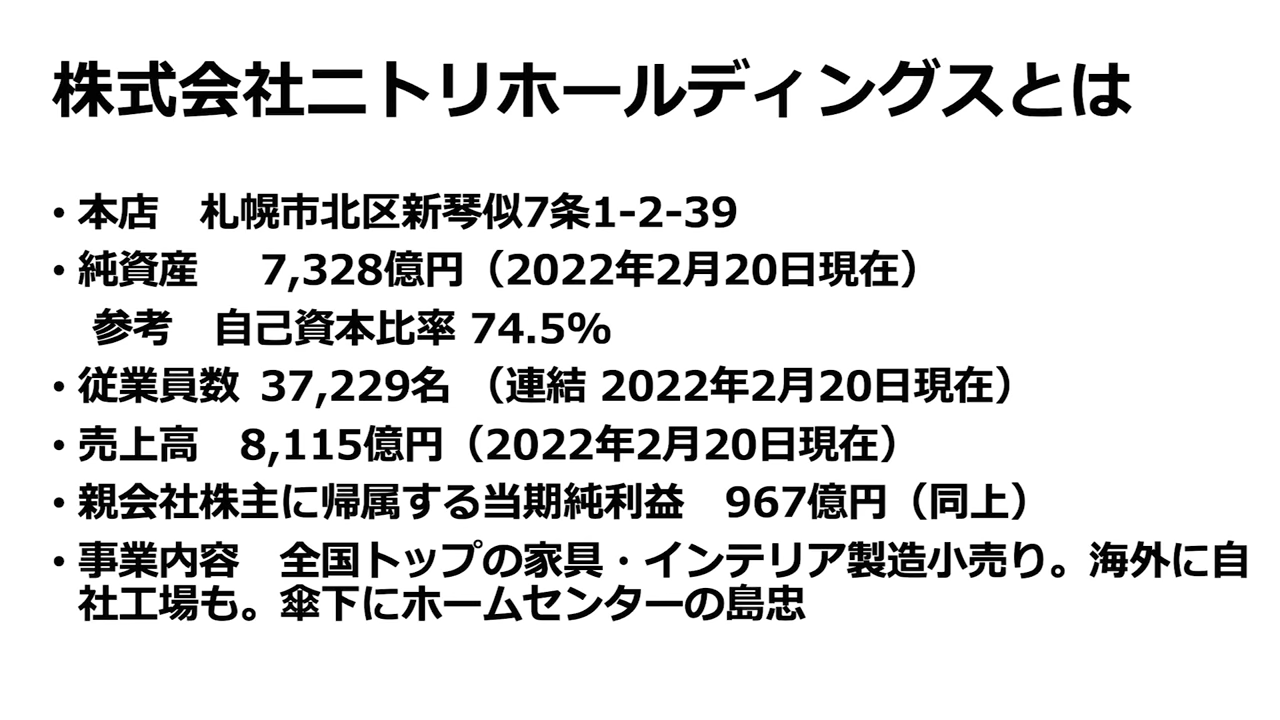 株式会社ニトリホールディングスとは
• 本店　札幌市北区新琴似7条1-2-39
• 純資産　 7,328億円（2022年2月20日現在）
参考　自己資本比率 74.5%
• 従業員数 37,229名 （連結 2022年2月20日現在）
• 売上高　8,115億円（2022年2月20日現在）
• 親会社株主に帰属する当期純利益　967億円（同上）
• 事業内容　全国トップの家具・インテリア製造小売り。海外に自
社工場も。傘下にホームセンターの島忠